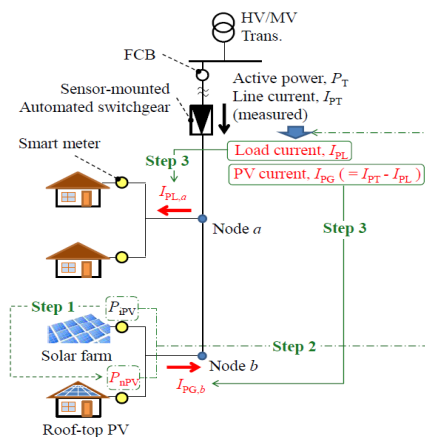 HV/MV
Trans.
FCB
Sensor-mounted
Automated switchgear
Active power, PT
Line current, IPT
(measured)
Smart meter
Step 3
Load current, IPL
PV current, IPG ( = IPT - IPL )
IPL,a
Step 3
Node a
Step 1
PiPV
Solar farm
Step 2
Node b
PnPV
IPG,b
Roof-top PV